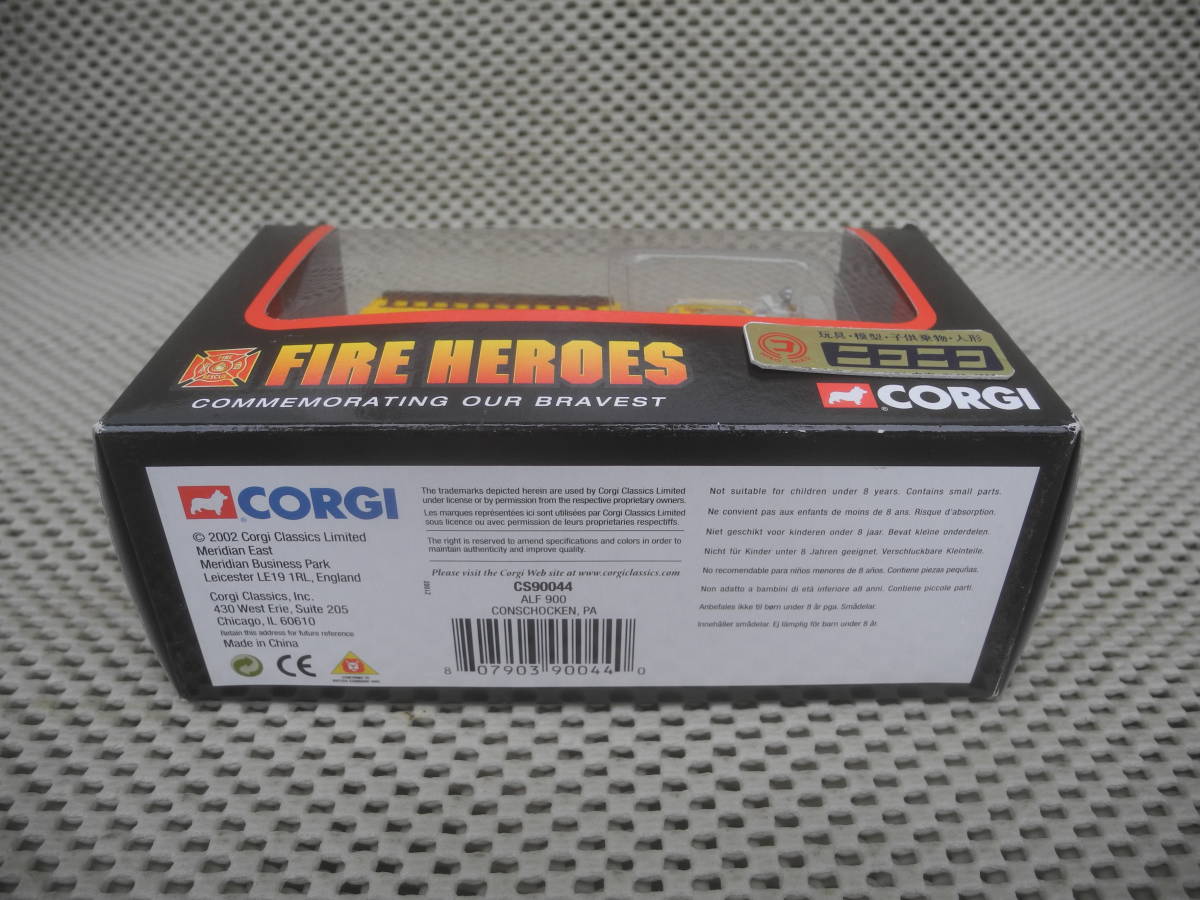 玩具・模型・子供乗物・人形
ニコニコ
FIRE
RESCUE
FIRE HEROES
COMMEMORATING OUR BRAVEST
CORGI
CORGI
© 2002 Corgi Classics Limited
Meridian East
Meridian Business Park
Leicester LE19 1RL, England
Corgi Classics, Inc.
430 West Erie, Suite 205
Chicago, IL 60610
Retain this address for future reference
Made in China
CE
The trademarks depicted herein are used by Corgi Classics Limited
under license or by permission from the respective proprietary owners.
Les marques représentées ici sont utilisées par Corgi Classics Limited
sous licence ou avec permission de leurs proprietaries respectiffs.
The right is reserved to amend specifications and colors in order to
maintain authenticity and improve quality.
Please visit the Corgi Web site at www.corgiclassics.com
CS90044
ALF 900
CONSCHOCKEN, PA
8 07903 90044 0
Not suitable for children under 8 years. Contains small parts.
Ne convient pas aux enfants de moins de 8 ans. Risque d'absorption.
Niet geschikt voor kinderen onder 8 jaar. Bevat kleine onderdelen.
Nicht für Kinder unter 8 Jahren geeignet. Verschluckbare Kleinteile.
No recomendable para niños menores de 8 años. Contiene piezas pequñas.
Non adatto a bambini di età inferiore a8 anni. Contiene piccole parti.
Anbefales ikke til børn under 8 år pga. Smådelar.
Innehåller smådelar. Ej lämplig för barn under 8 år.